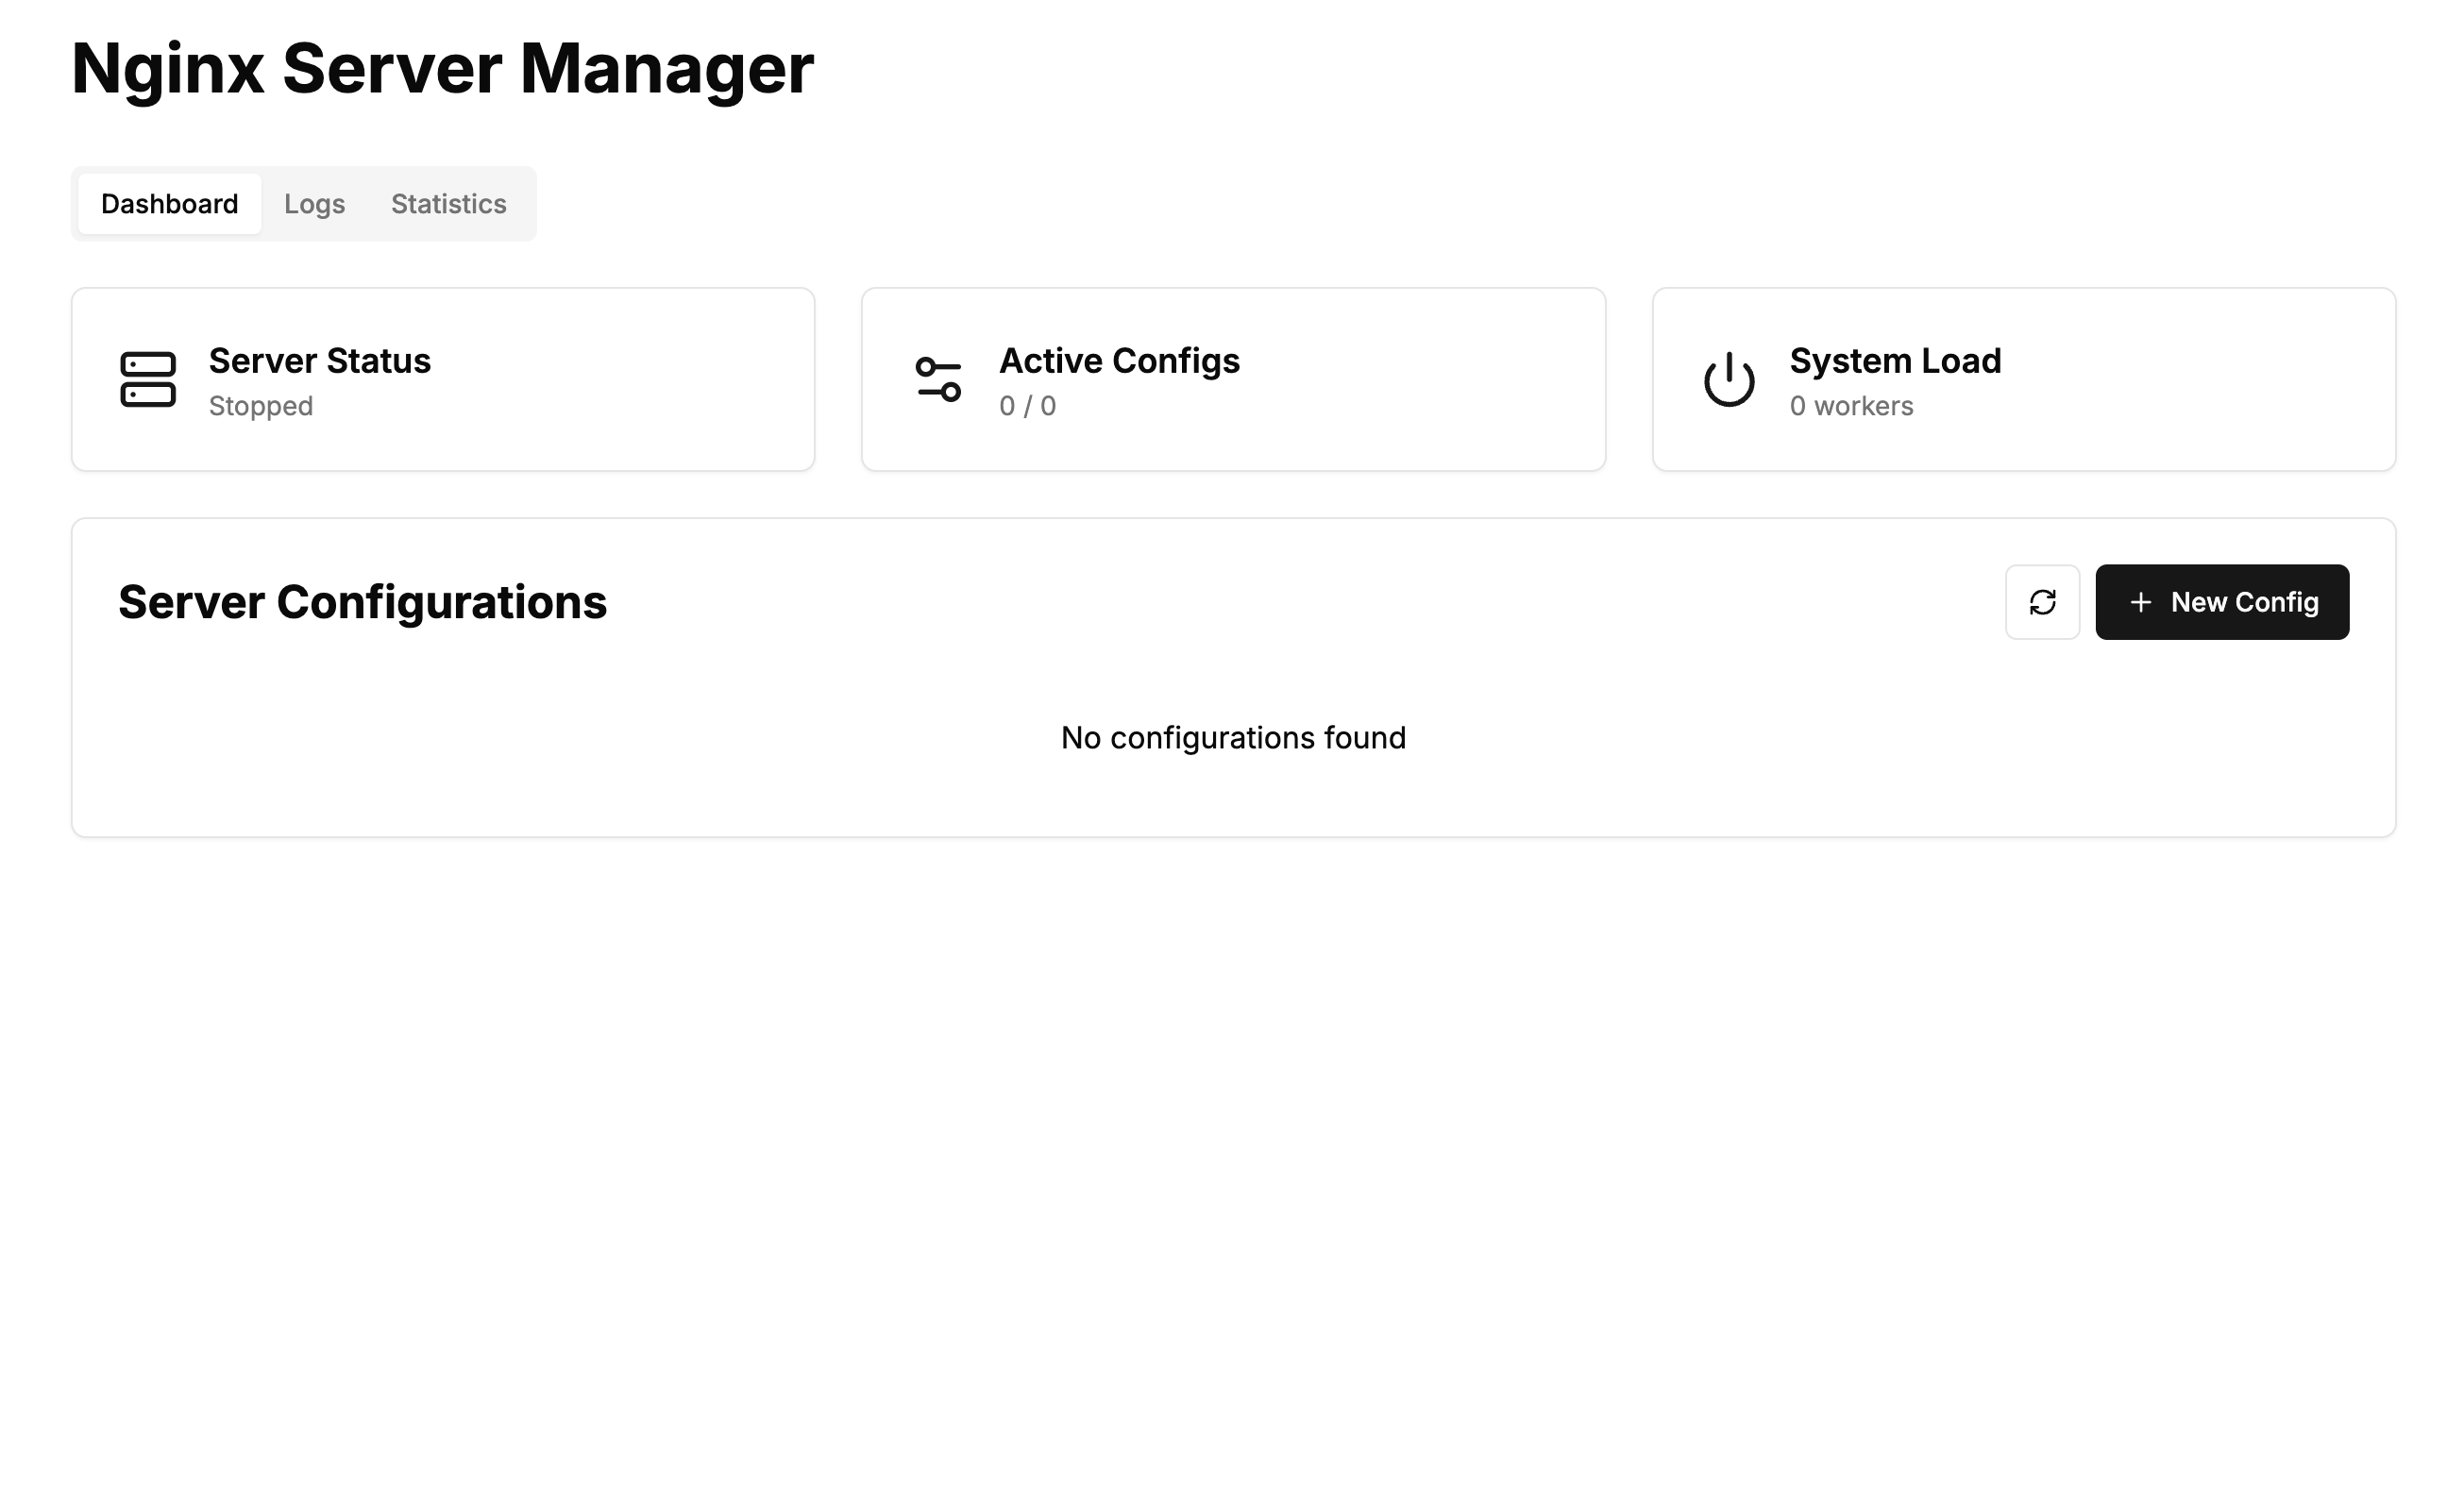 Nginx Server Manager
Dashboard Logs Statistics
Server Status
Stopped
Active Configs
0 / 0
System Load
0 workers
Server Configurations
New Config
No configurations found